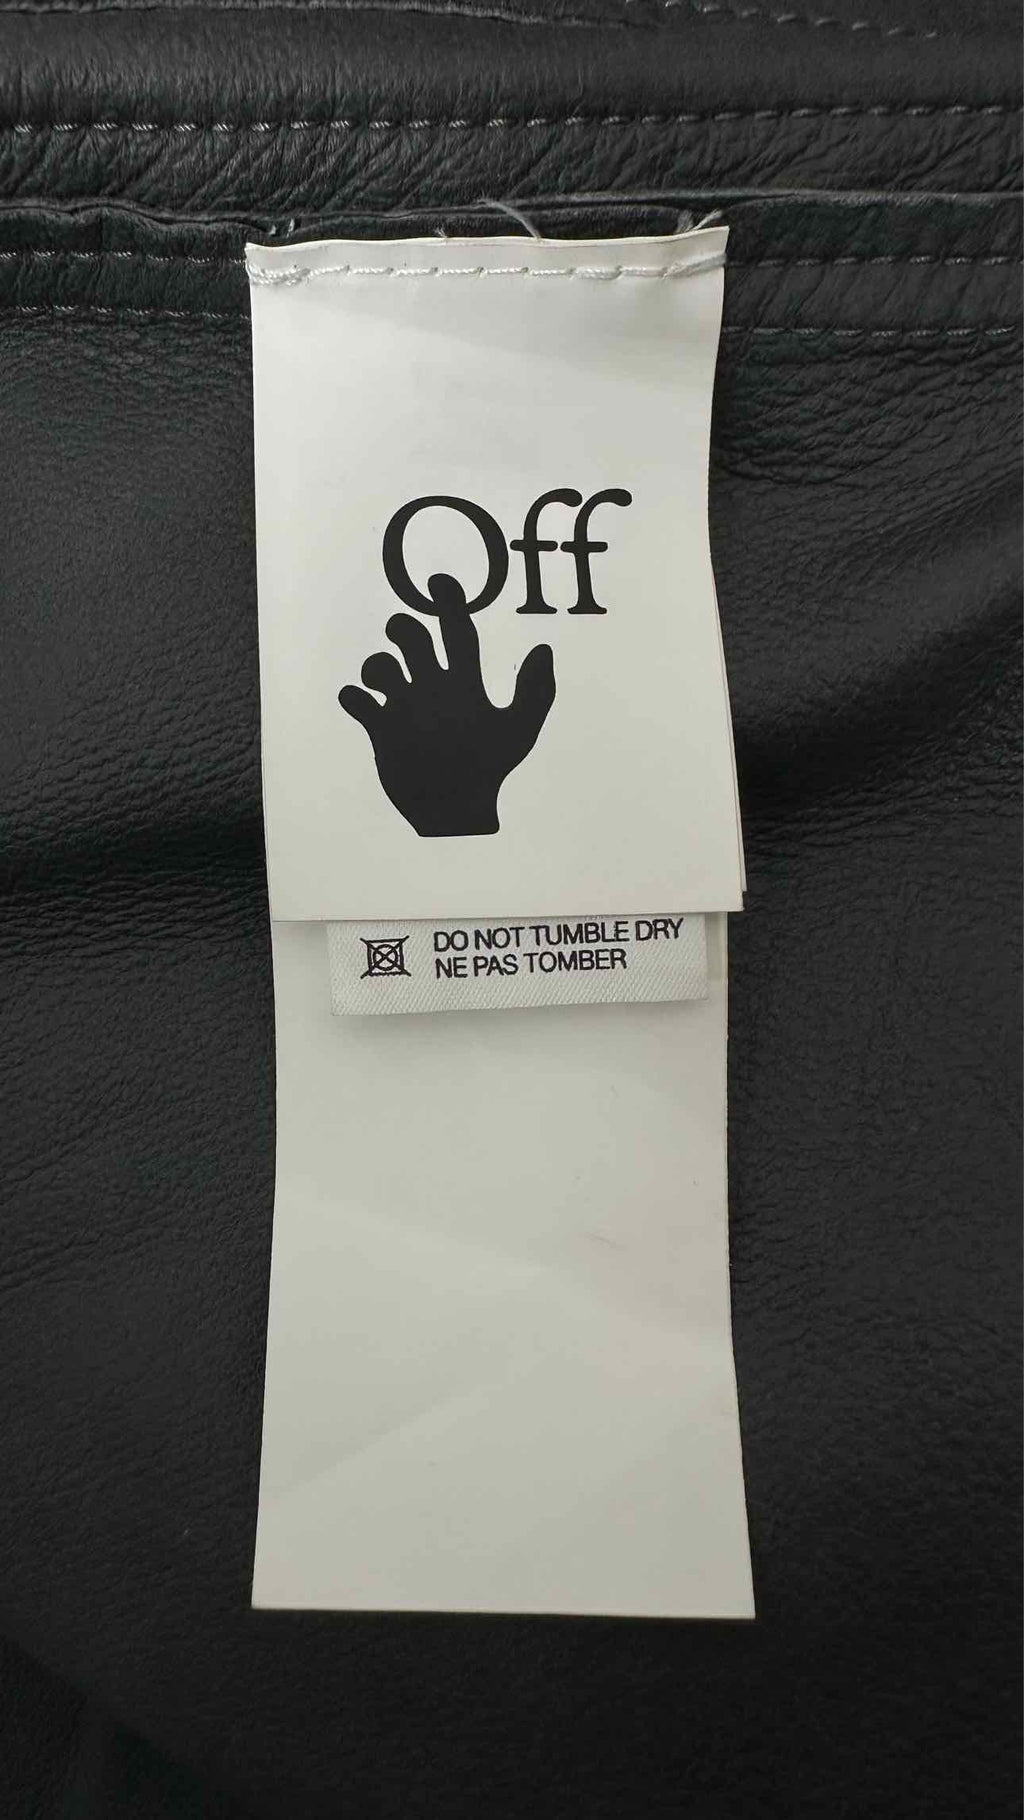 Off
DO NOT TUMBLE DRY
NE PAS TOMBER